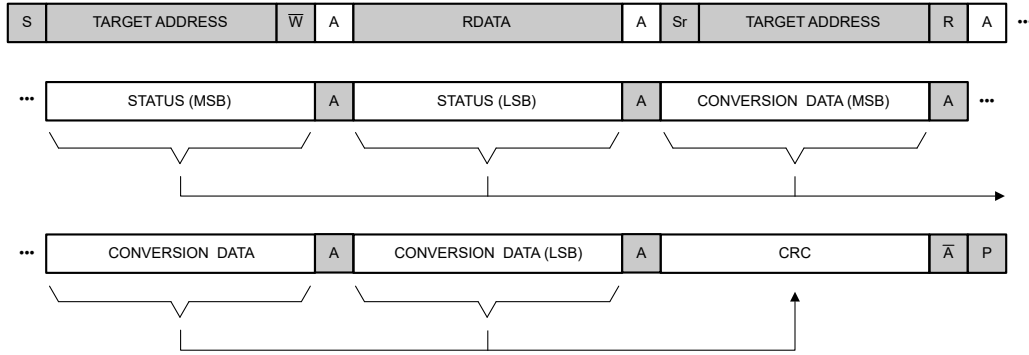 S TARGET ADDRESS W̅ A RDATA A Sr TARGET ADDRESS R A •••
••• STATUS (MSB) A STATUS (LSB) A CONVERSION DATA (MSB) A •••
••• CONVERSION DATA A CONVERSION DATA (LSB) A CRC A̅ P